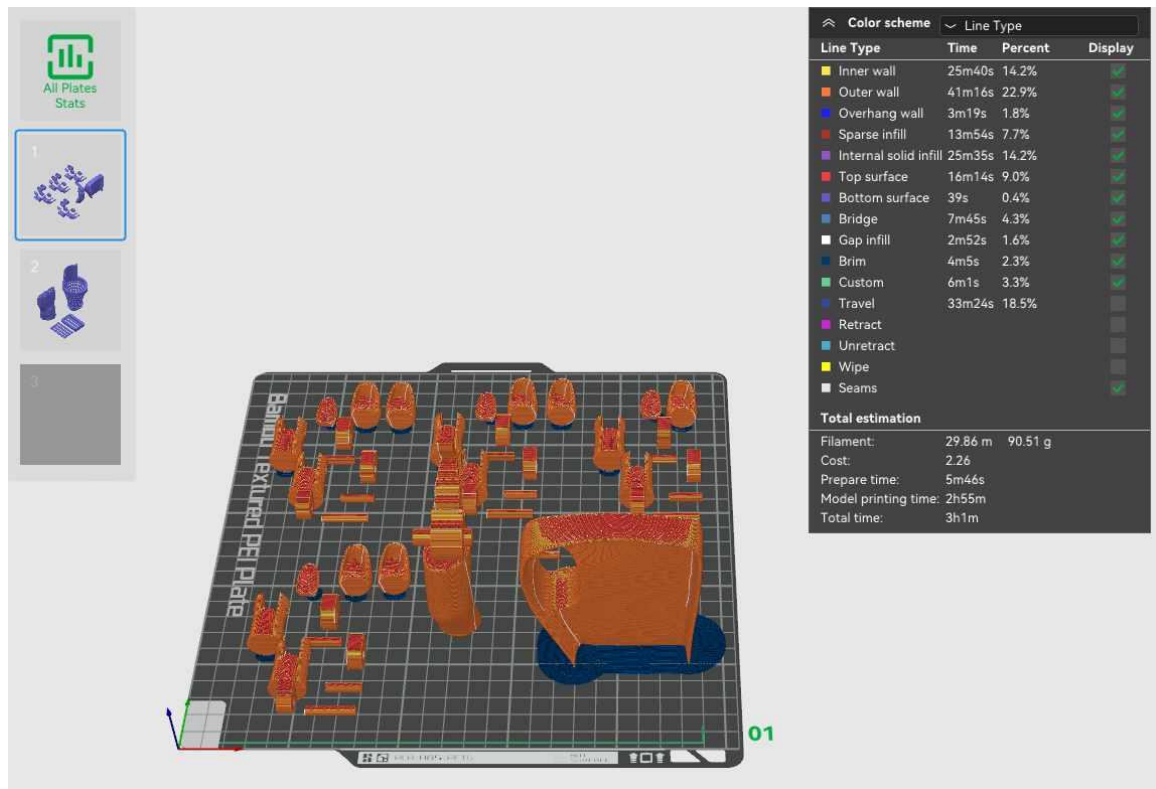 All Plates
Stats
1
2
3
Color scheme Line Type
Line Type Time Percent Display
Inner wall 25m40s 14.2%
Outer wall 41m16s 22.9%
Overhang wall 3m19s 1.8%
Sparse infill 13m54s 7.7%
Internal solid infill 25m35s 14.2%
Top surface 16m14s 9.0%
Bottom surface 39s 0.4%
Bridge 7m45s 4.3%
Gap infill 2m52s 1.6%
Brim 4m5s 2.3%
Custom 6m1s 3.3%
Travel 33m24s 18.5%
Retract
Unretract
Wipe
Seams
Total estimation
Filament: 29.86 m 90.51 g
Cost: 2.26
Prepare time: 5m46s
Model printing time: 2h55m
Total time: 3h1m
Bambu Textured PEI Plate
01